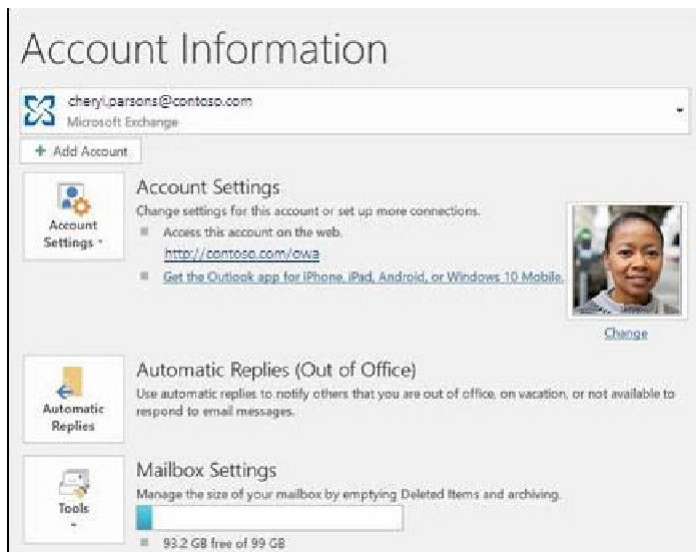 Account Information
cheryl.parsons@contoso.com
Microsoft Exchange
+ Add Account
Account Settings
Account Settings
Change settings for this account or set up more connections.
Access this account on the web.
http://contoso.com/owa
Get the Outlook app for iPhone, iPad, Android, or Windows 10 Mobile.
Change
Automatic Replies
Automatic Replies (Out of Office)
Use automatic replies to notify others that you are out of office, on vacation, or not available to
respond to email messages.
Tools
Mailbox Settings
Manage the size of your mailbox by emptying Deleted Items and archiving.
93.2 GB free of 99 GB